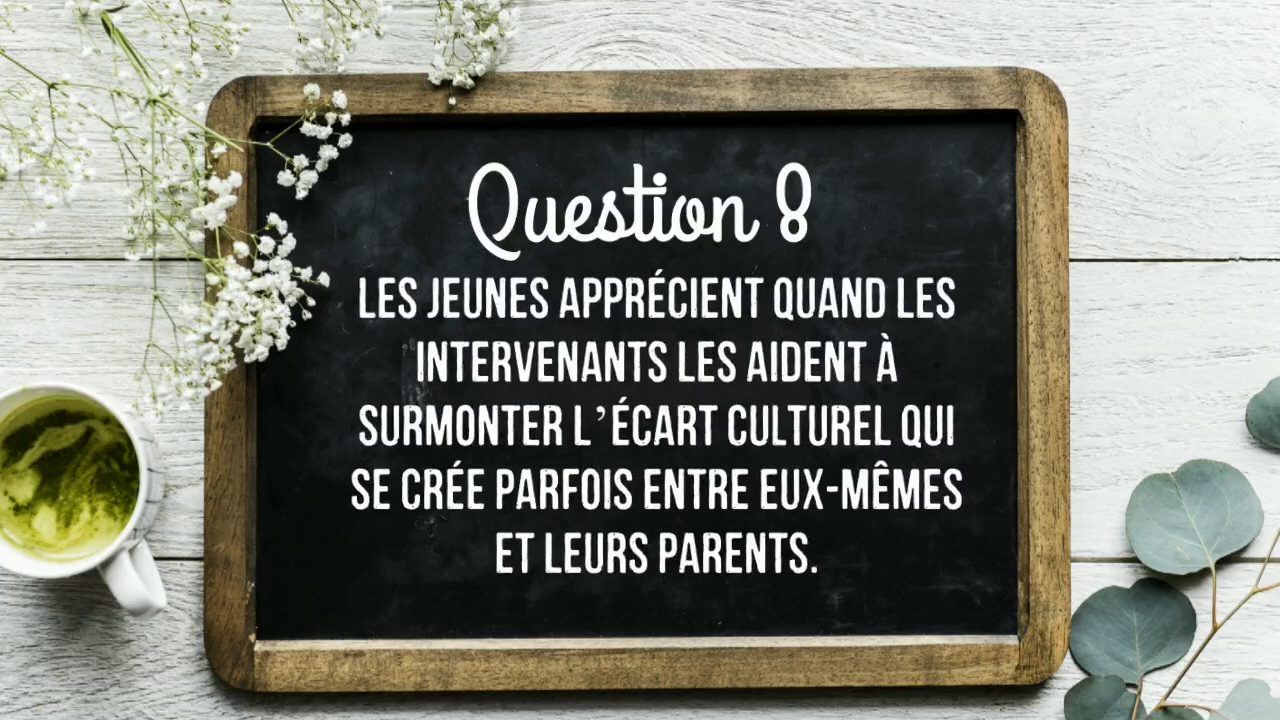 Question 8
LES JEUNES APPRÉCIENT QUAND LES
INTERVENANTS LES AIDENT À
SURMONTER L'ÉCART CULTUREL QUI
SE CRÉE PARFOIS ENTRE EUX-MÊMES
ET LEURS PARENTS.